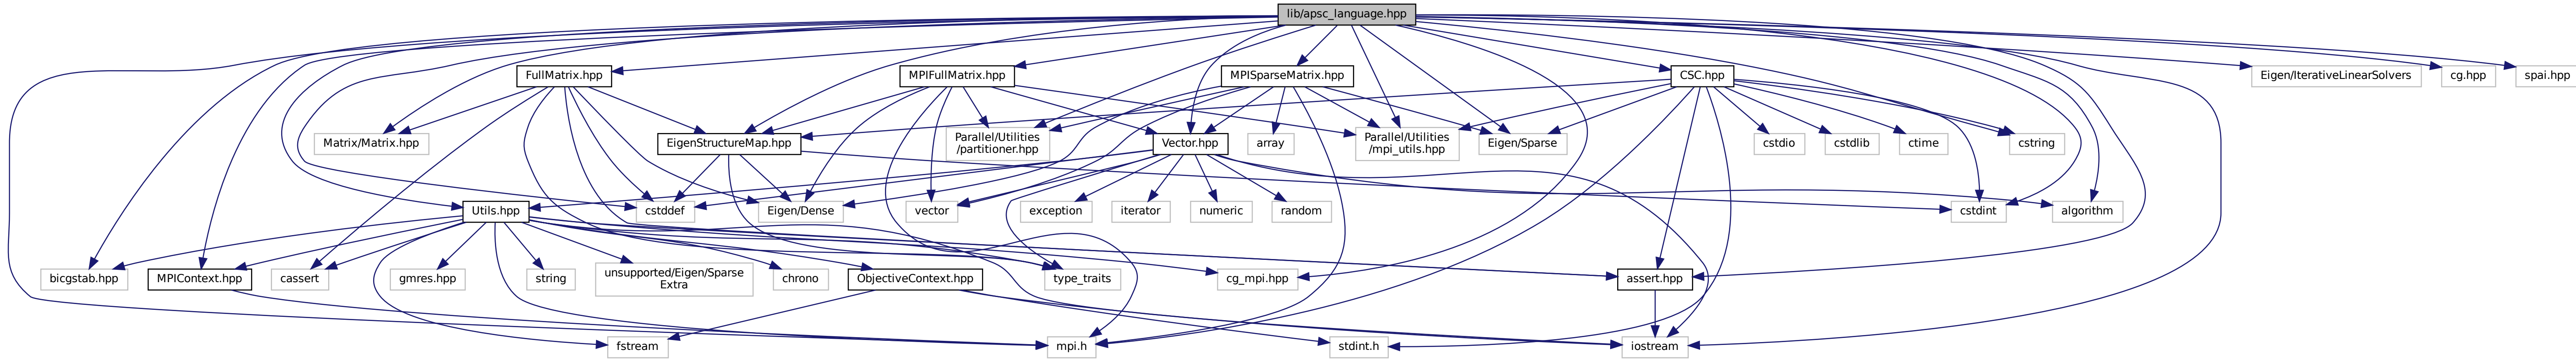 lib/apsc_language.hpp
FullMatrix.hpp
MPIFullMatrix.hpp
MPISparseMatrix.hpp
CSC.hpp
Eigen/IterativeLinearSolvers
cg.hpp
spai.hpp
Matrix/Matrix.hpp
EigenStructureMap.hpp
Parallel/Utilities
/partitioner.hpp
Vector.hpp
array
Parallel/Utilities
/mpi_utils.hpp
Eigen/Sparse
cstdio
cstdlib
ctime
cstring
Utils.hpp
cstddef
Eigen/Dense
vector
exception
iterator
numeric
random
cstdint
algorithm
bicgstab.hpp
MPIContext.hpp
cassert
gmres.hpp
string
unsupported/Eigen/Sparse
Extra
chrono
ObjectiveContext.hpp
type_traits
cg_mpi.hpp
assert.hpp
fstream
mpi.h
stdint.h
iostream